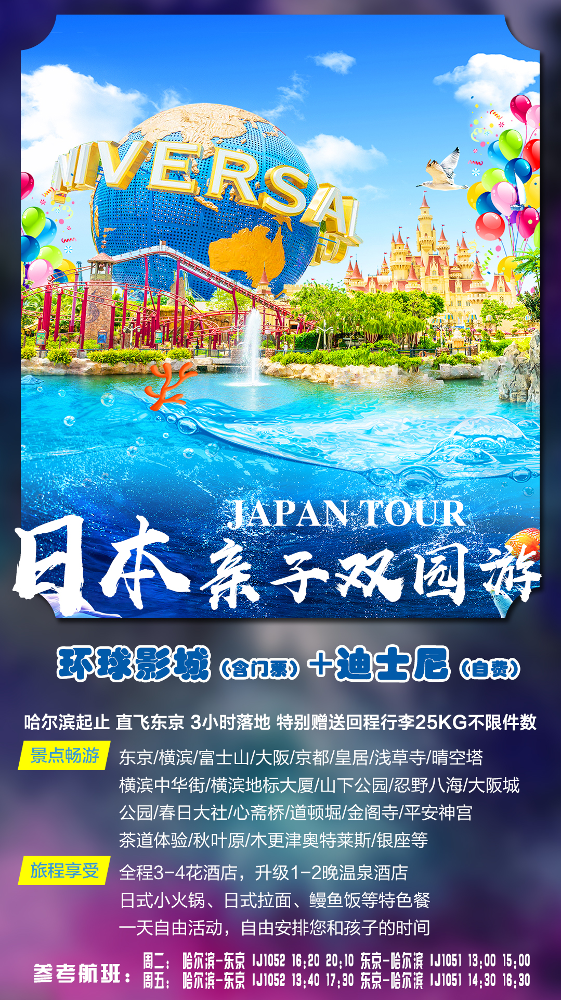 NIVERSAL
JAPAN TOUR
日本亲子双园游
环球影城（含门票）+迪士尼（自费）
哈尔滨起止 直飞东京 3小时落地 特别赠送回程行李25KG不限件数
景点畅游 东京/横滨/富士山/大阪/京都/皇居/浅草寺/晴空塔
横滨中华街/横滨地标大厦/山下公园/忍野八海/大阪城
公园/春日大社/心斋桥/道顿堀/金阁寺/平安神宫
茶道体验/秋叶原/木更津奥特莱斯/银座等
旅程享受 全程3-4花酒店，升级1-2晚温泉酒店
日式小火锅、日式拉面、鳗鱼饭等特色餐
一天自由活动，自由安排您和孩子的时间
参考航班：
周二： 哈尔滨-东京 IJ1052 16:20 20:10 东京-哈尔滨 IJ1051 13:00 15:00
周五： 哈尔滨-东京 IJ1052 13:40 17:30 东京-哈尔滨 IJ1051 14:30 16:30